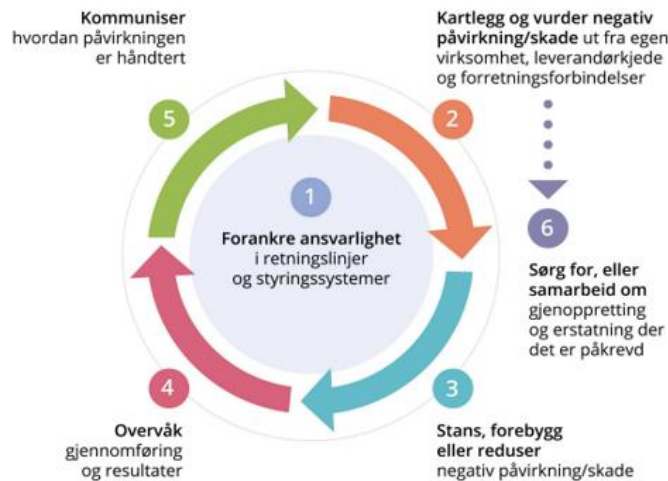 1
Forankre ansvarlighet
i retningslinjer
og styringssystemer
2
Kartlegg og vurder negativ
påvirkning/skade ut fra egen
virksomhet, leverandørkjede
og forretningsforbindelser
3
Stans, forebygg
eller reduser
negativ påvirkning/skade
4
Overvåk
gjennomføring
og resultater
5
Kommuniser
hvordan påvirkningen
er håndtert
6
Sørg for, eller
samarbeid om
gjenoppretting
og erstatning der
det er påkrevd